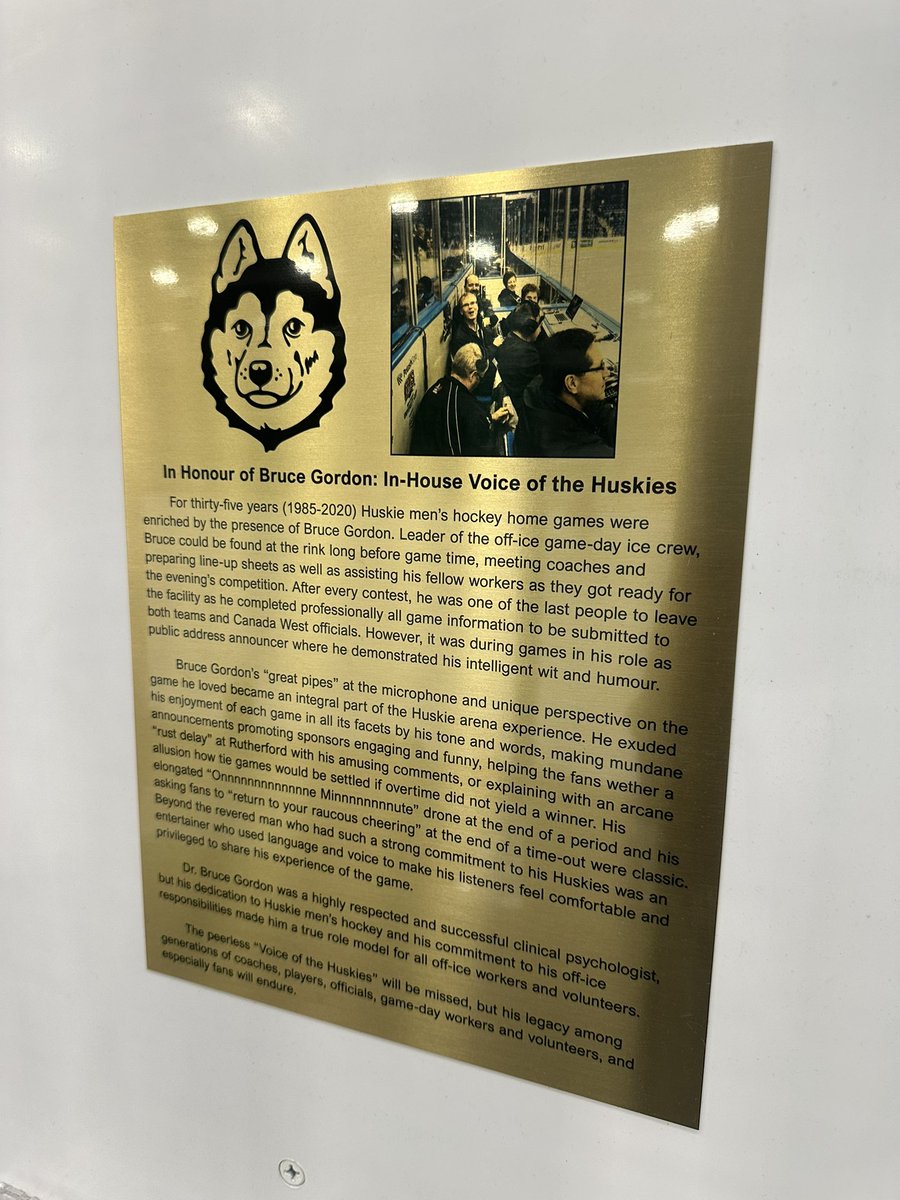 In Honour of Bruce Gordon: In-House Voice of the Huskies
For thirty-five years (1985-2020) Huskie men's hockey home games were
enriched by the presence of Bruce Gordon. Leader of the off-ice game-day ice crew,
Bruce could be found at the rink long before game time, meeting coaches and
preparing line-up sheets as well as assisting his fellow workers as they got ready for
the evening's competition. After every contest, he was one of the last people to leave
the facility as he completed professionally all game information to be submitted to
both teams and Canada West officials. However, it was during games in his role as
public address announcer where he demonstrated his intelligent wit and humour.
Bruce Gordon's "great pipes" at the microphone and unique perspective on the
game he loved became an integral part of the Huskie arena experience. He exuded
his enjoyment of each game in all its facets by his tone and words, making mundane
announcements promoting sponsors engaging and funny, helping the fans wether a
"rust delay" at Rutherford with his amusing comments, or explaining with an arcane
allusion how tie games would be settled if overtime did not yield a winner. His
elongated "Onnnnnnnnnnnne Minnnnnnnnute" drone at the end of a period and his
asking fans to "return to your raucous cheering" at the end of a time-out were classic.
Beyond the revered man who had such a strong commitment to his Huskies was an
entertainer who used language and voice to make his listeners feel comfortable and
privileged to share his experience of the game.
Dr. Bruce Gordon was a highly respected and successful clinical psychologist,
but his dedication to Huskie men's hockey and his commitment to his off-ice
responsibilities made him a true role model for all off-ice workers and volunteers.
The peerless "Voice of the Huskies" will be missed, but his legacy among
generations of coaches, players, officials, game-day workers and volunteers, and
especially fans will endure.